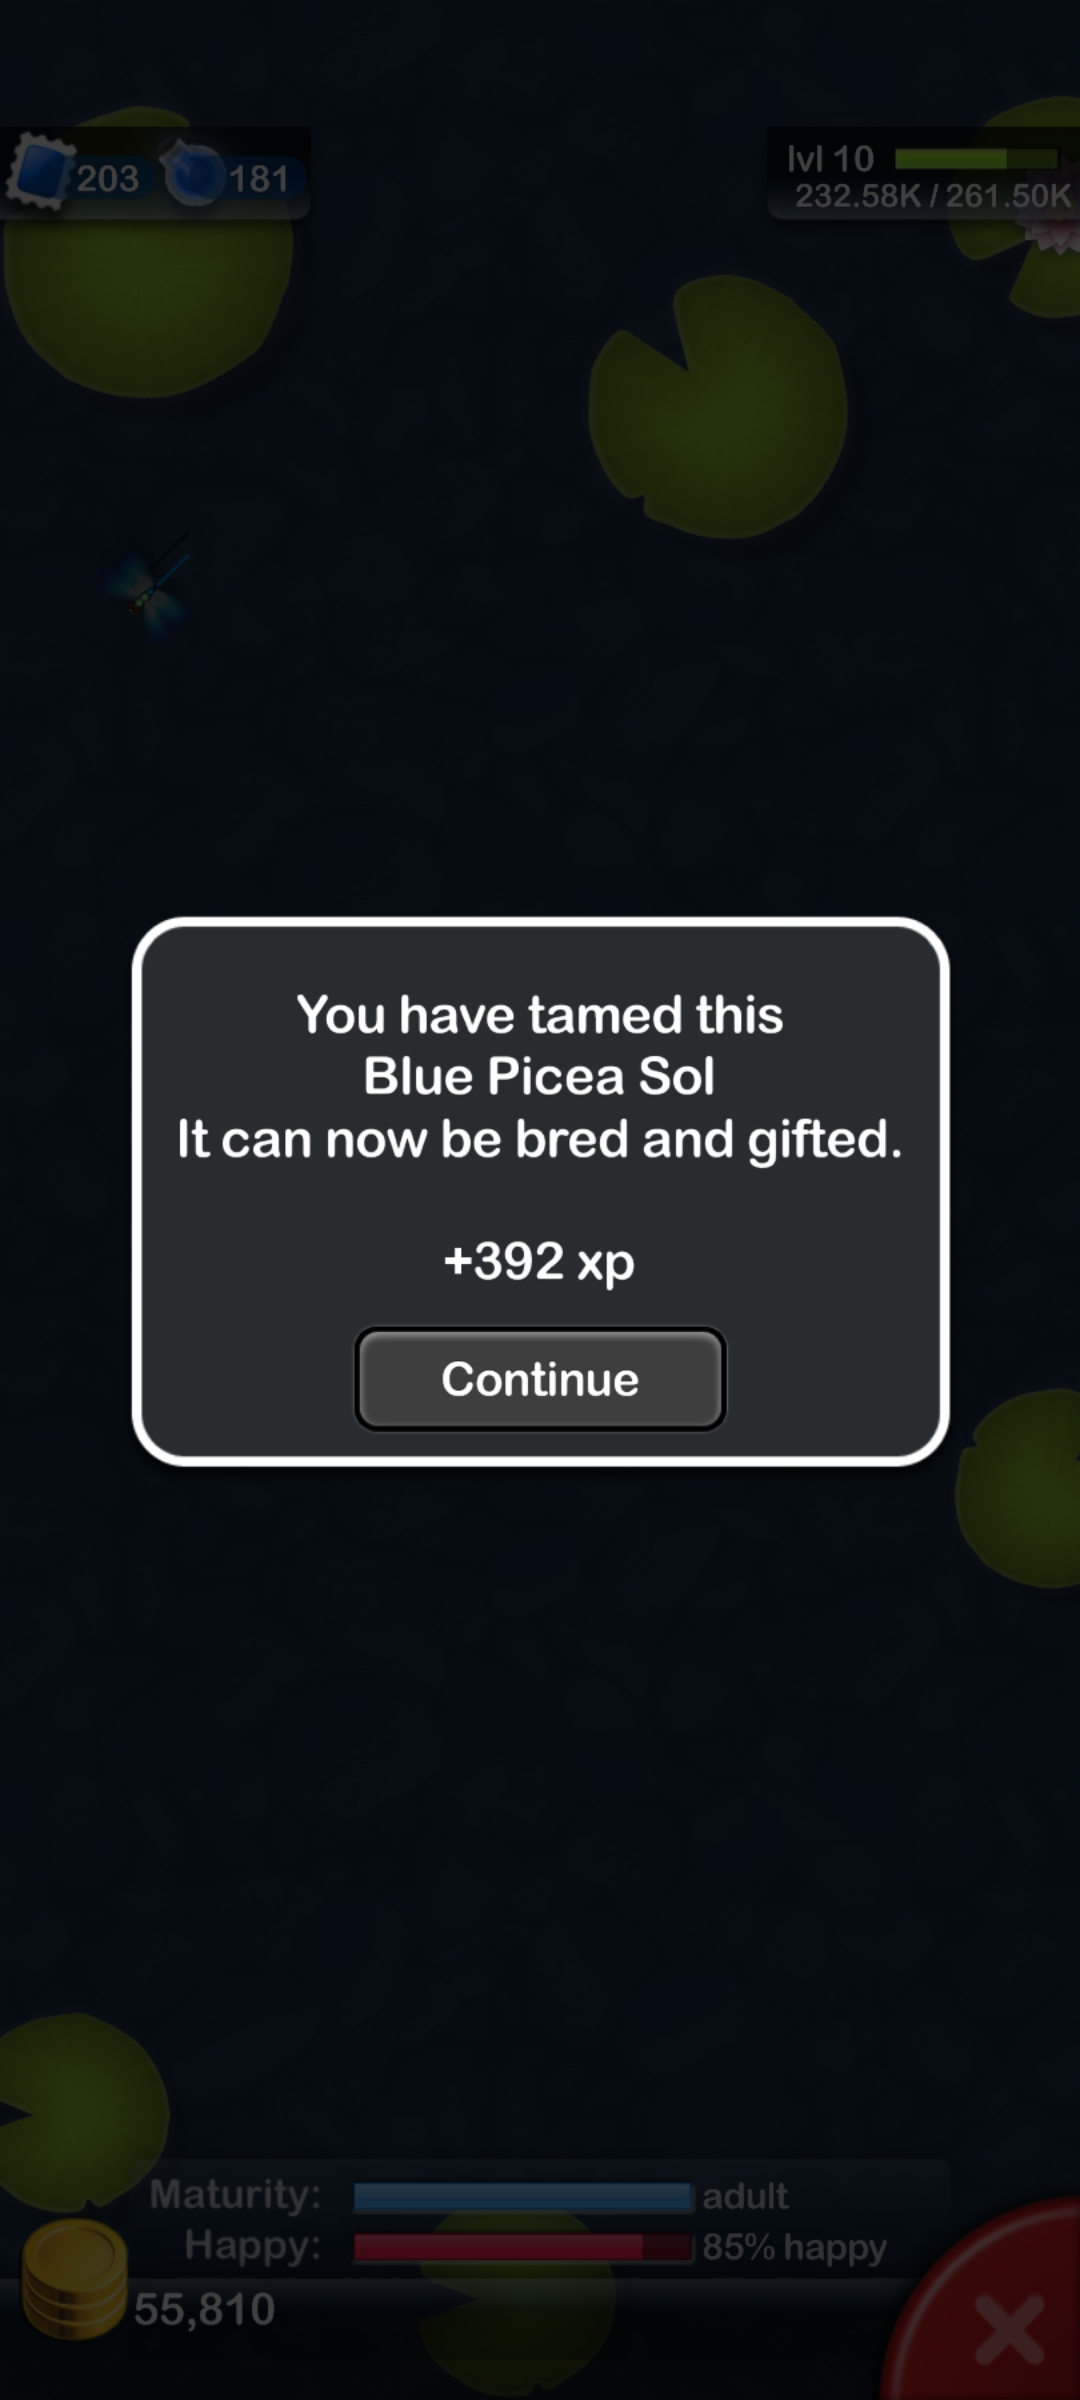 203 181
lvl 10
232.58K / 261.50K
You have tamed this
Blue Picea Sol
It can now be bred and gifted.
+392 xp
Continue
Maturity: adult
Happy: 85% happy
55,810